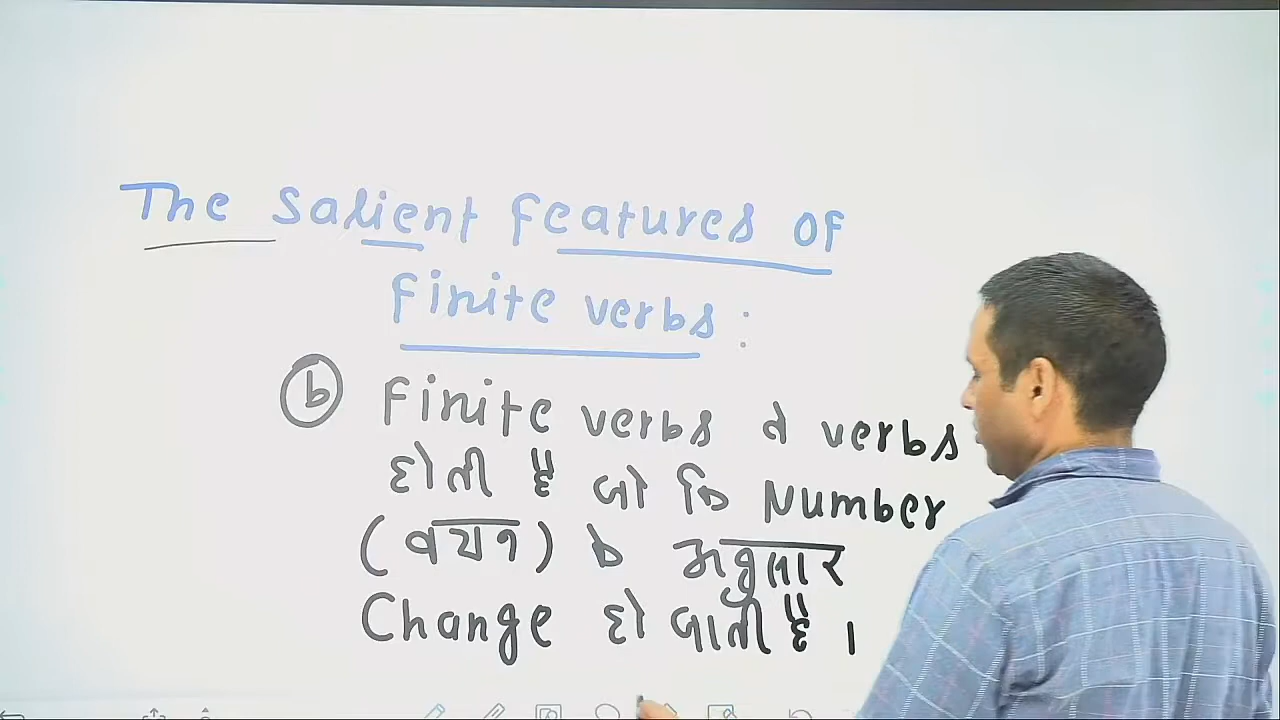 The Salient features of
finite verbs :
(b) Finite verbs वे verbs
होती हैं जो कि Number
(वचन) के अनुसार
Change हो जाती हैं ।